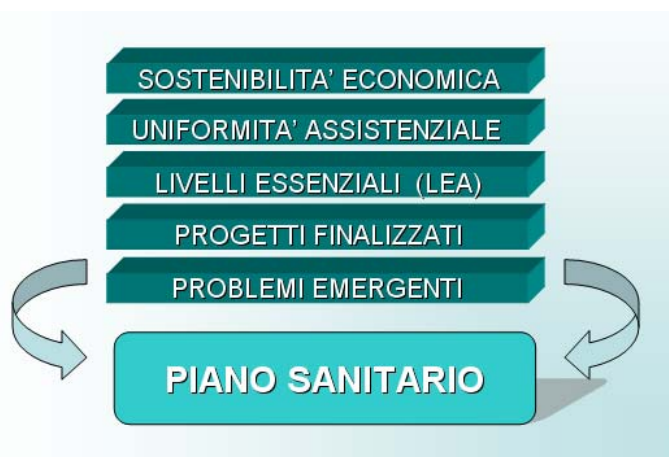 SOSTENIBILITA' ECONOMICA
UNIFORMITA' ASSISTENZIALE
LIVELLI ESSENZIALI (LEA)
PROGETTI FINALIZZATI
PROBLEMI EMERGENTI
PIANO SANITARIO